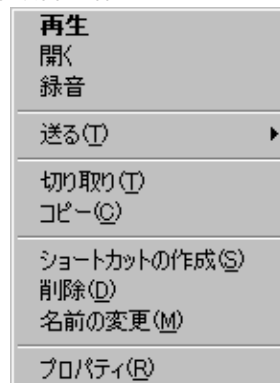 再生
開く
録音
送る(T)
切り取り(T)
コピー(C)
ショートカットの作成(S)
削除(D)
名前の変更(M)
プロパティ(R)